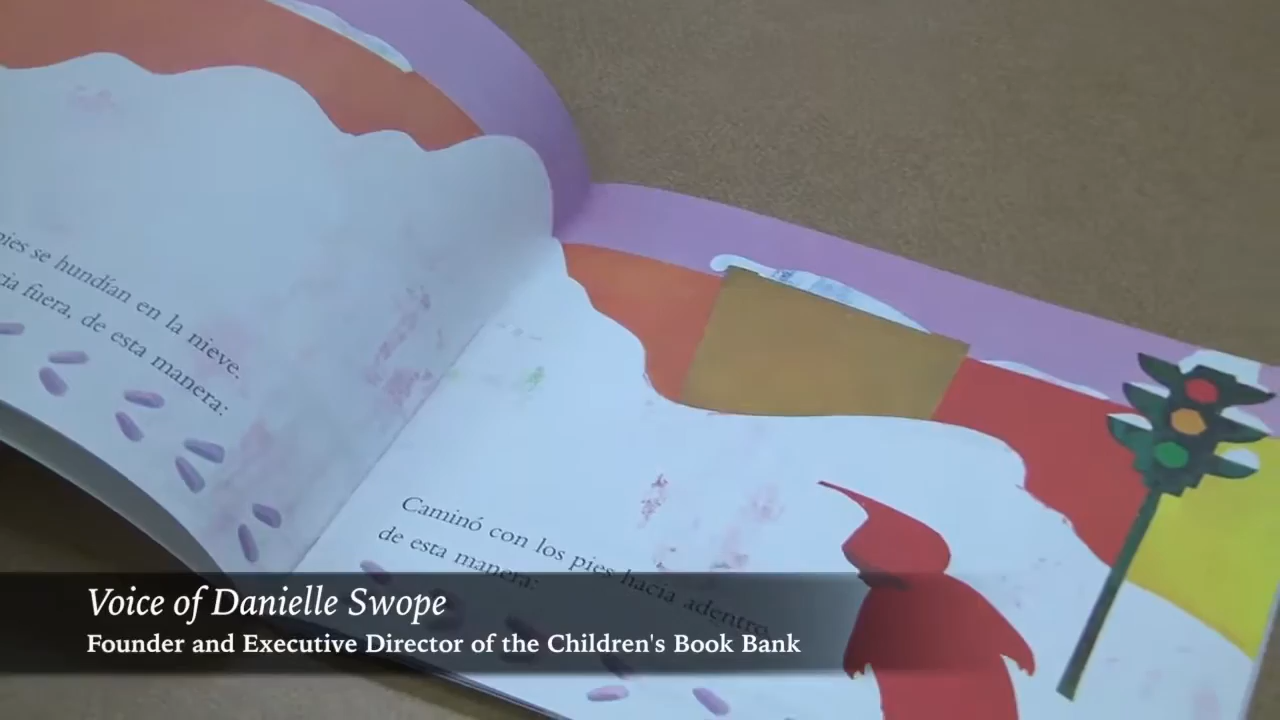 pies se hundían en la nieve.
cia fuera, de esta manera:
Caminó con los pies hacia adentro,
de esta manera:
Voice of Danielle Swope
Founder and Executive Director of the Children's Book Bank